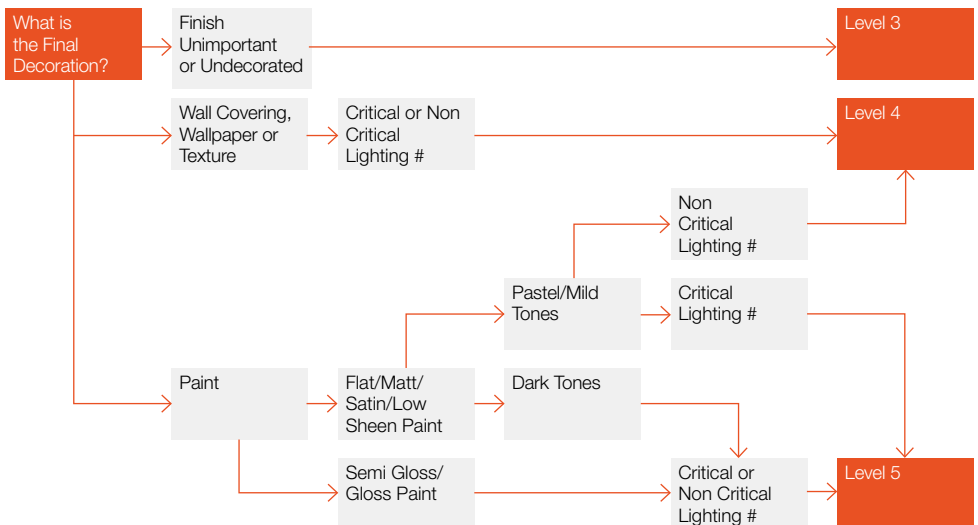 What is
the Final
Decoration?
Finish
Unimportant
or Undecorated
Level 3
Wall Covering,
Wallpaper or
Texture
Critical or Non
Critical
Lighting #
Level 4
Non
Critical
Lighting #
Pastel/Mild
Tones
Critical
Lighting #
Paint
Flat/Matt/
Satin/Low
Sheen Paint
Dark Tones
Semi Gloss/
Gloss Paint
Critical or
Non Critical
Lighting #
Level 5